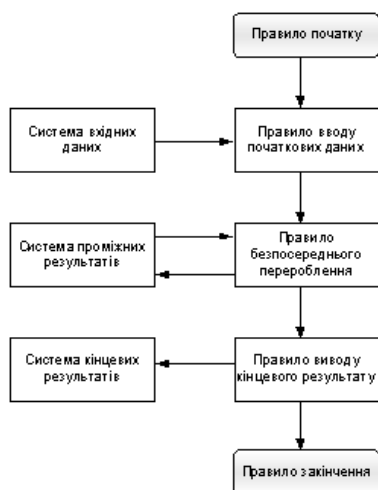 Правило початку
Система вхідних
даних
Правило вводу
початкових даних
Система проміжних
результатів
Правило
безпосереднього
перероблення
Система кінцевих
результатів
Правило виводу
кінцевого результату
Правило закінчення